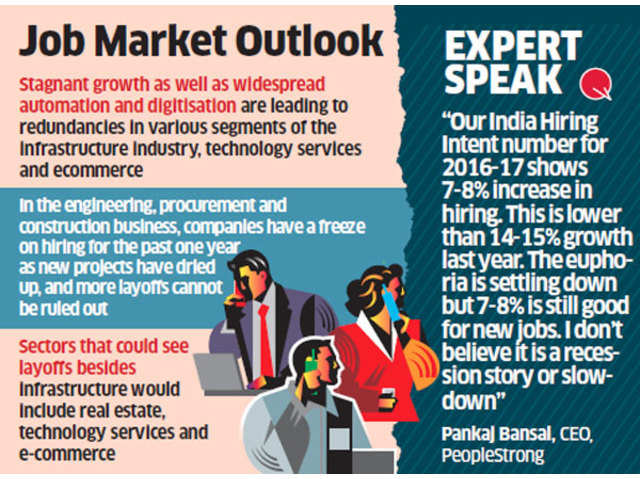 Job Market Outlook
Stagnant growth as well as widespread
automation and digitisation are leading to
redundancies in various segments of the
infrastructure industry, technology services
and ecommerce
In the engineering, procurement and
construction business, companies have a freeze
on hiring for the past one year
as new projects have dried
up, and more layoffs cannot
be ruled out
Sectors that could see
layoffs besides
infrastructure would
include real estate,
technology services and
e-commerce
EXPERT
SPEAK
“Our India Hiring
Intent number for
2016-17 shows
7-8% increase in
hiring. This is lower
than 14-15% growth
last year. The eupho-
ria is settling down
but 7-8% is still good
for new jobs. I don’t
believe it is a reces-
sion story or slow-
down”
Pankaj Bansal, CEO,
PeopleStrong